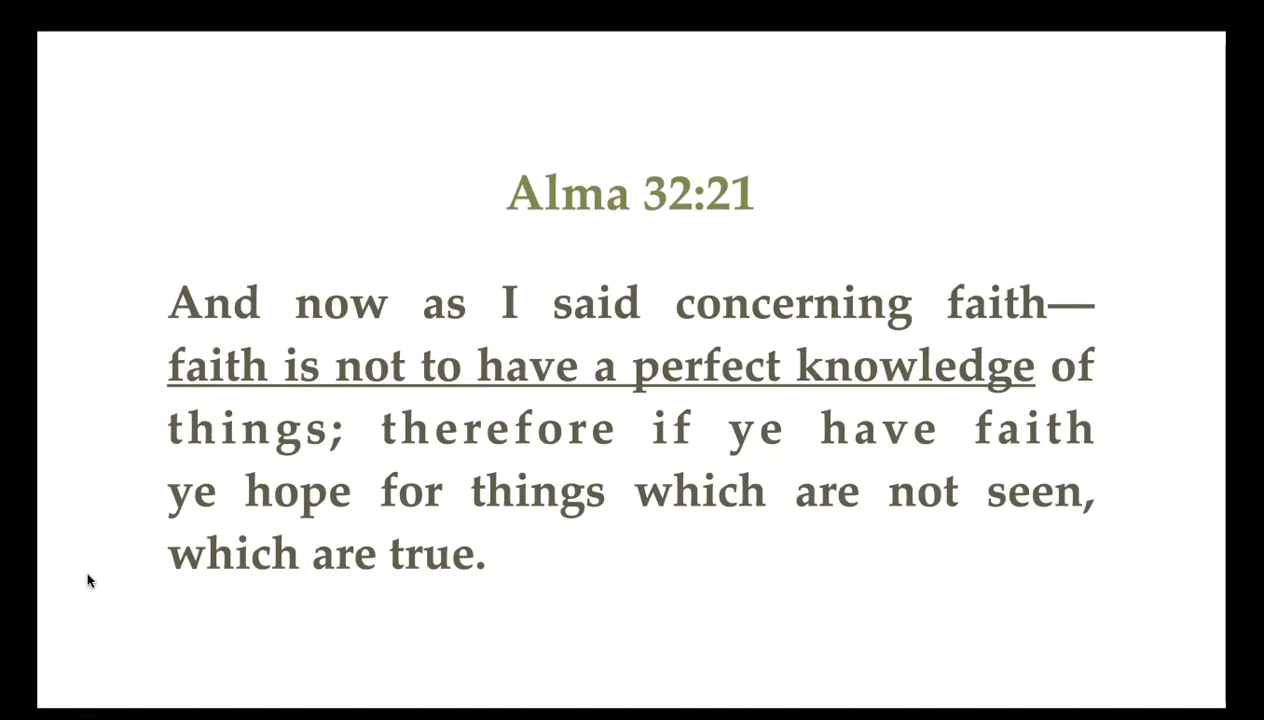 Alma 32:21
And now as I said concerning faith—
faith is not to have a perfect knowledge of
things; therefore if ye have faith
ye hope for things which are not seen,
which are true.